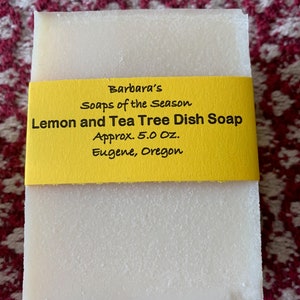 Barbara's
Soaps of the Season
Lemon and Tea Tree Dish Soap
Approx. 5.0 Oz.
Eugene, Oregon